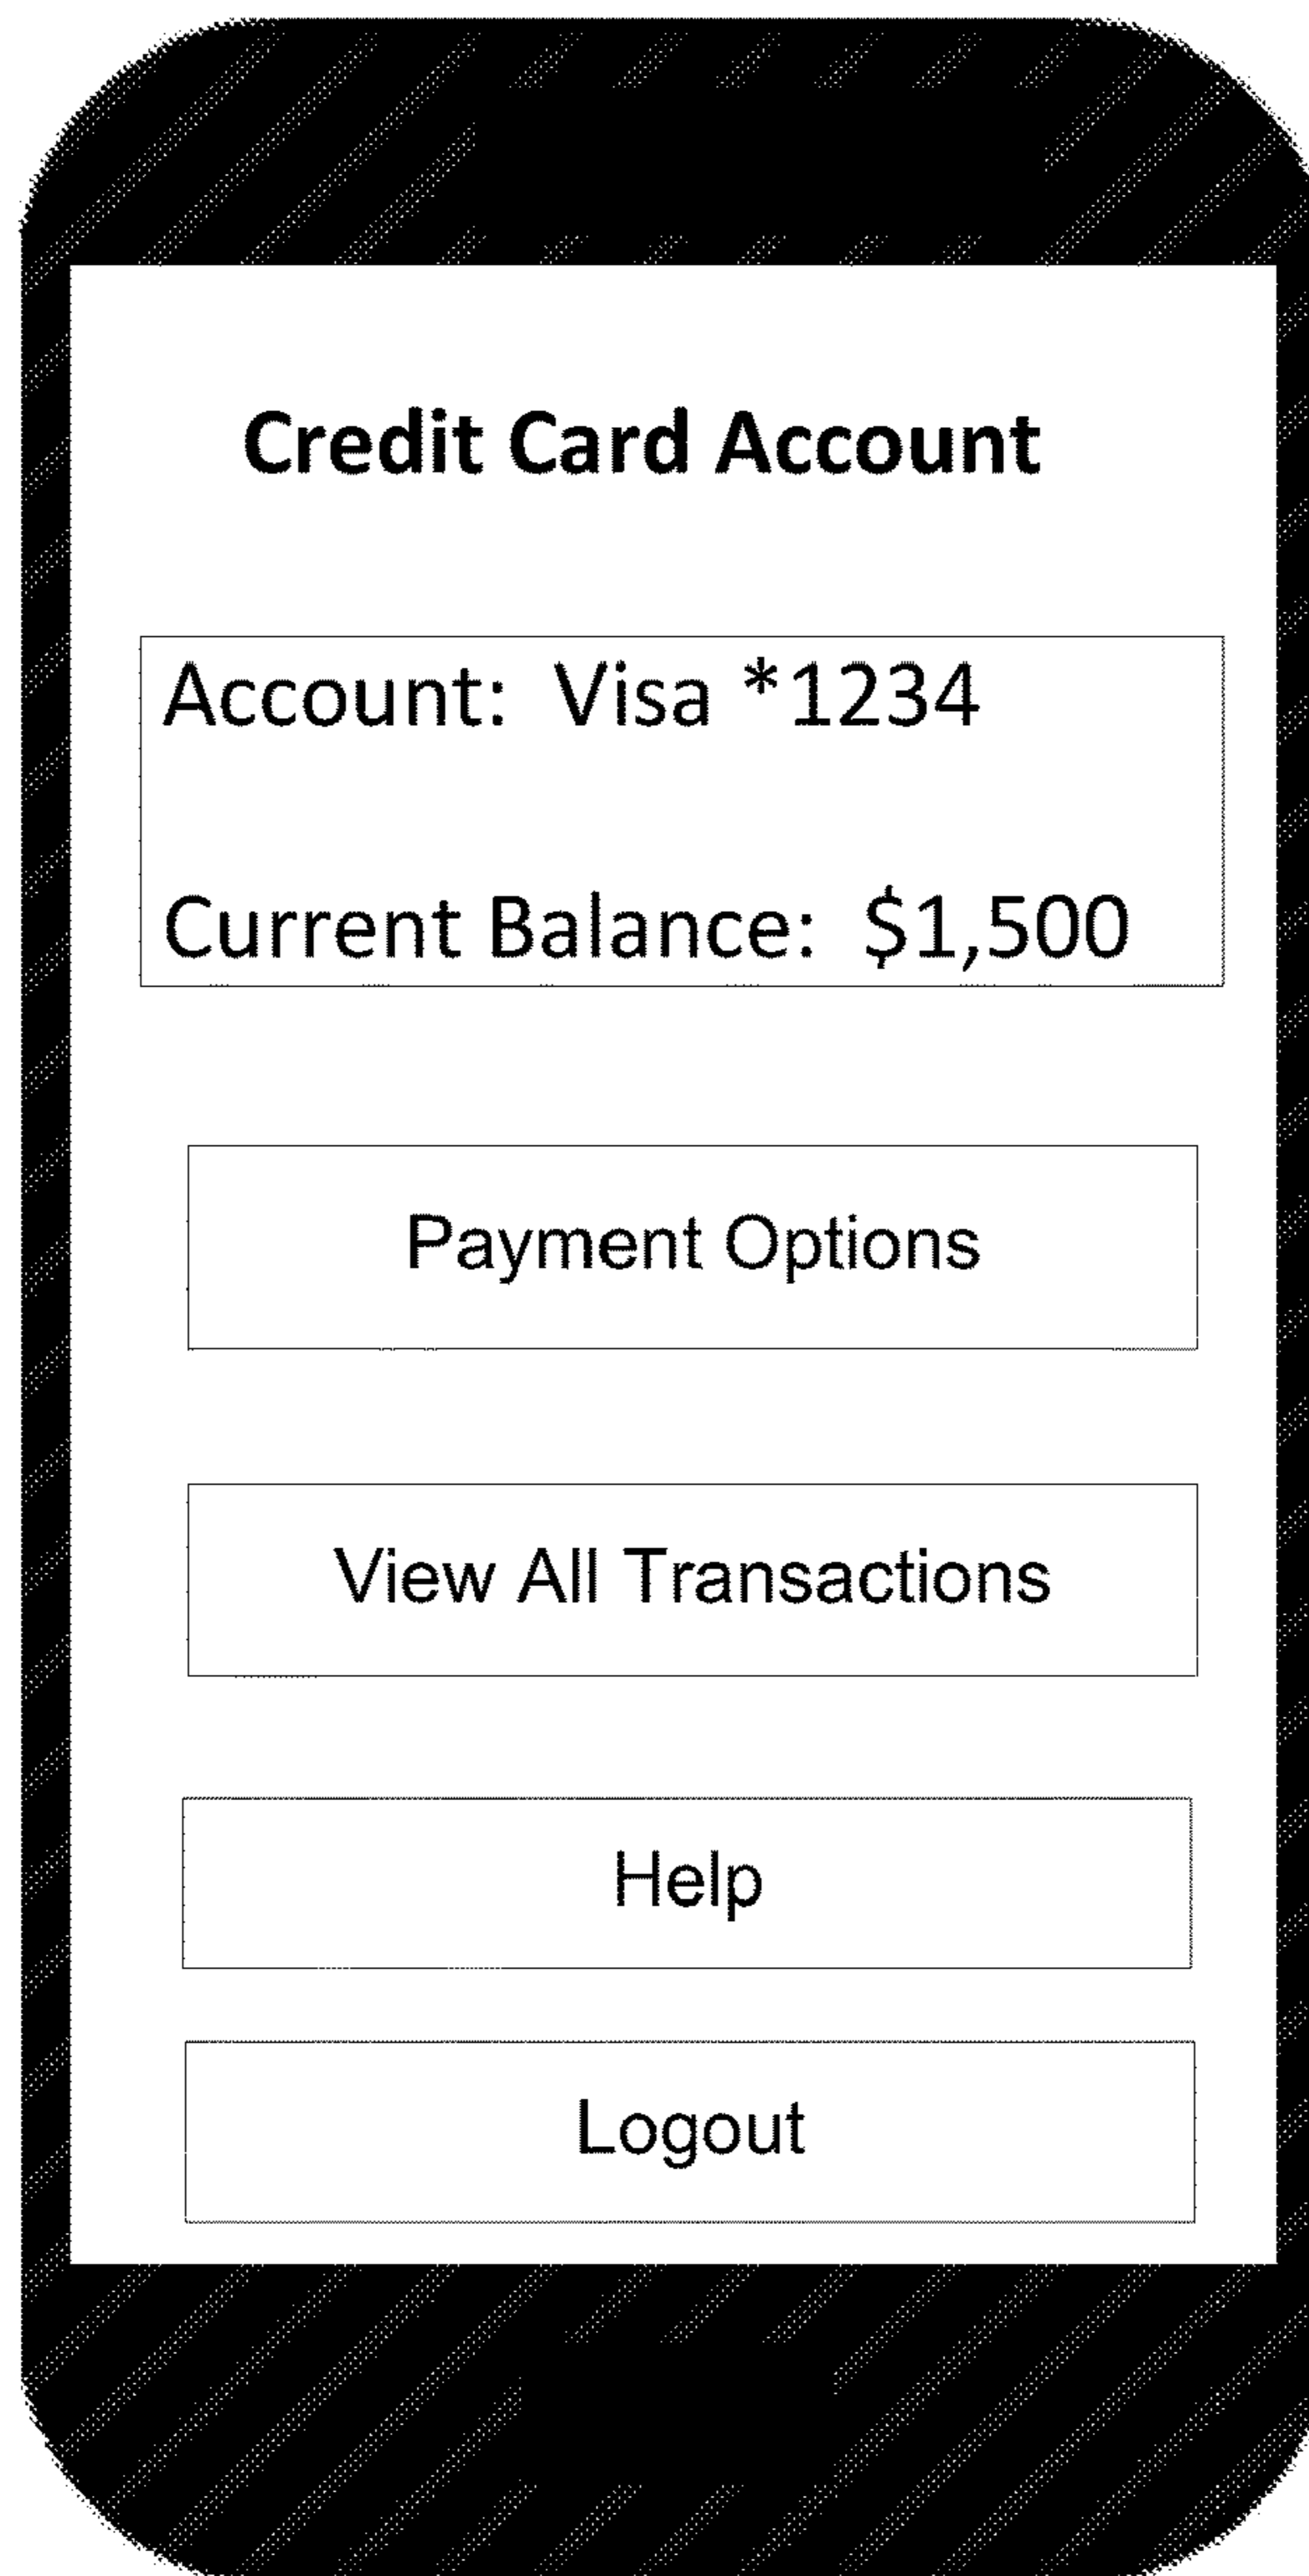 Credit Card Account
Account: Visa *1234
Current Balance: $1,500
Payment Options
View All Transactions
Help
Logout